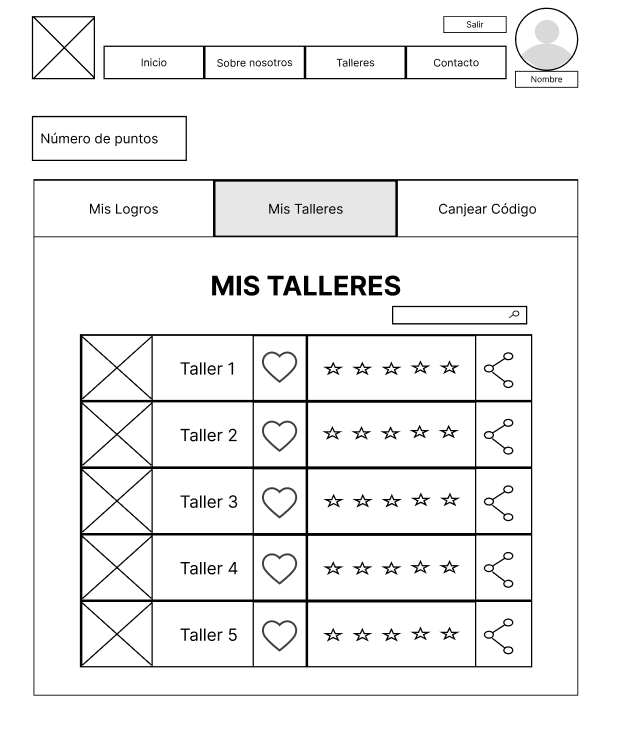 Salir
Inicio
Sobre nosotros
Talleres
Contacto
Nombre
Número de puntos
Mis Logros
Mis Talleres
Canjear Código
MIS TALLERES
Taller 1
Taller 2
Taller 3
Taller 4
Taller 5